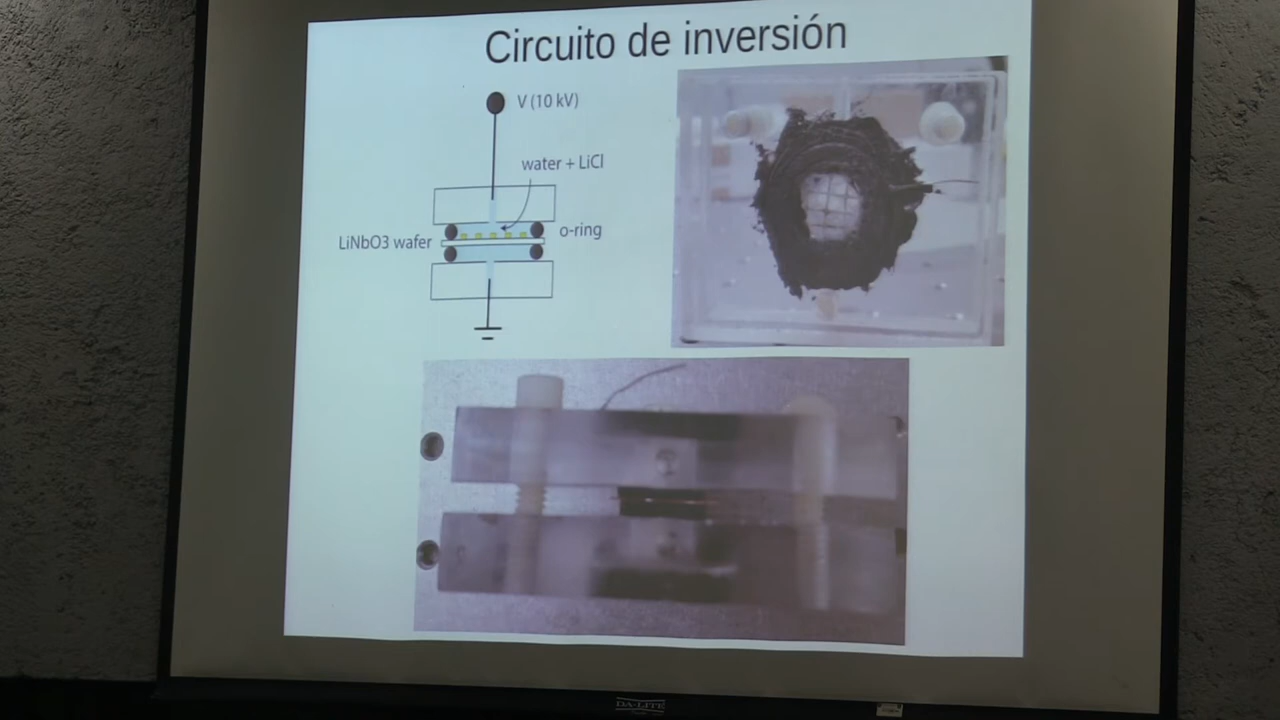 Circuito de inversión
V (10 kV)
water + LiCl
LiNbO3 wafer
o-ring
DA-LITE